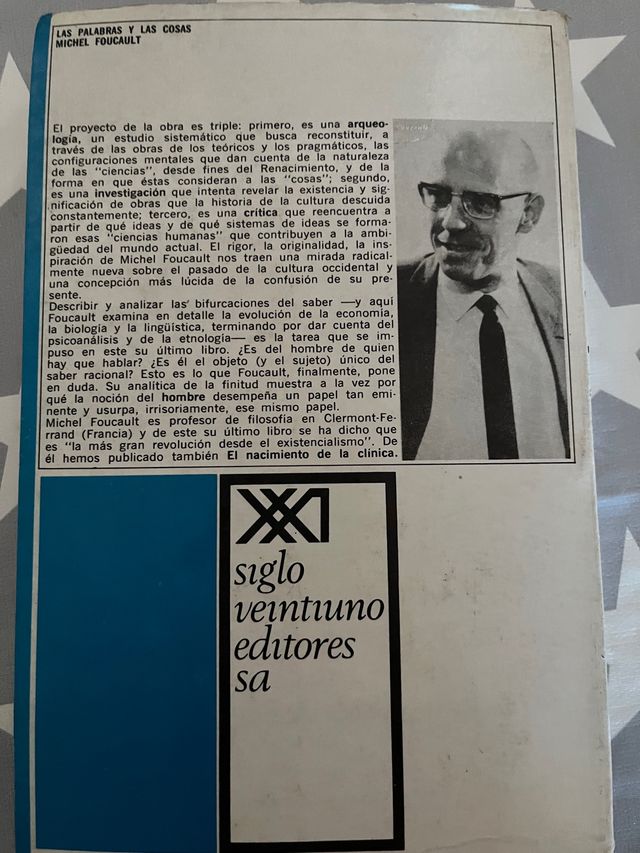 LAS PALABRAS Y LAS COSAS
MICHEL FOUCAULT
El proyecto de la obra es triple: primero, es una arqueo-
logía, un estudio sistemático que busca reconstituir, a
través de las obras de los teóricos y los pragmáticos, las
configuraciones mentales que dan cuenta de la naturaleza
de las "ciencias", desde fines del Renacimiento, y de la
forma en que éstas consideran a las "cosas"; segundo,
es una investigación que intenta revelar la existencia y sig-
nificación de obras que la historia de la cultura descuida
constantemente; tercero, es una crítica que reencuentra a
partir de qué ideas y de qué sistemas de ideas se forma-
ron esas "ciencias humanas" que contribuyen a la ambi-
güedad del mundo actual. El rigor, la originalidad, la ins-
piración de Michel Foucault nos traen una mirada radical-
mente nueva sobre el pasado de la cultura occidental y
una concepción más lúcida de la confusión de su pre-
sente.
Describir y analizar las bifurcaciones del saber —y aquí
Foucault examina en detalle la evolución de la economía,
la biología y la lingüística, terminando por dar cuenta del
psicoanálisis y de la etnología— es la tarea que se im-
puso en este su último libro. ¿Es del hombre de quien
hay que hablar? ¿Es él el objeto (y el sujeto) único del
saber racional? Esto es lo que Foucault, finalmente, pone
en duda. Su analítica de la finitud muestra a la vez por
qué la noción del hombre desempeña un papel tan emi-
nente y usurpa, irrisoriamente, ese mismo papel.
Michel Foucault es profesor de filosofía en Clermont-Fe-
rrand (Francia) y de este su último libro se ha dicho que
es "la más gran revolución desde el existencialismo". De
él hemos publicado también El nacimiento de la clínica.
XXI
siglo
veintiuno
editores
sa